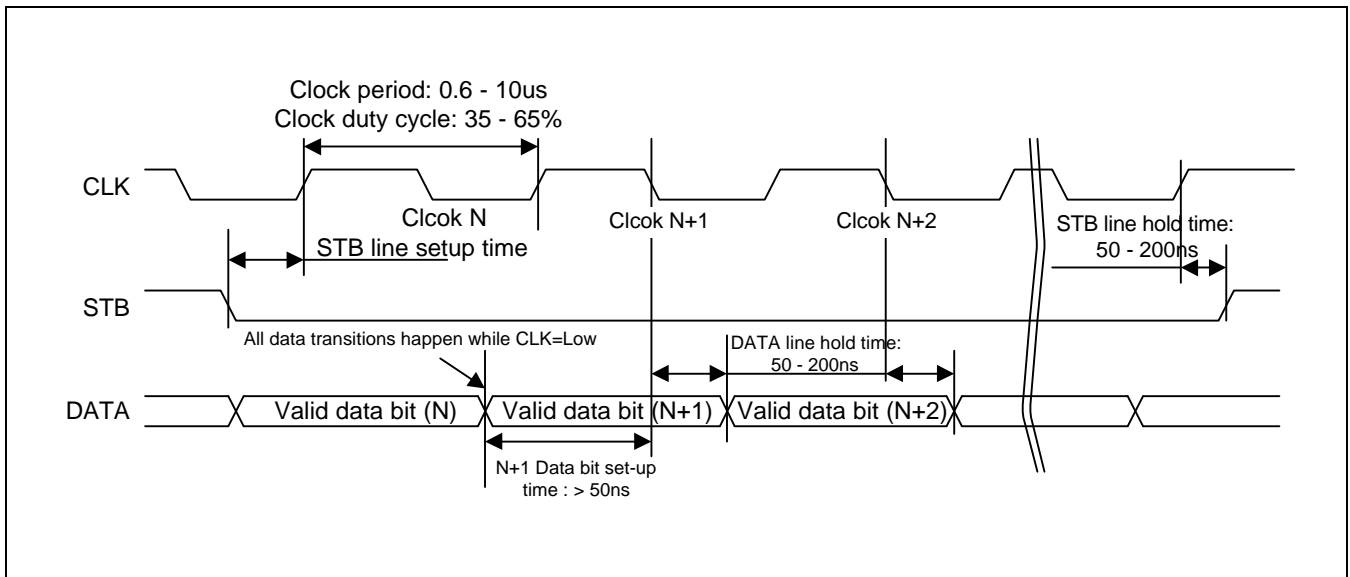 Clock period: 0.6 - 10us
Clock duty cycle: 35 - 65%
CLK
Clcok N
Clcok N+1
Clcok N+2
STB line setup time
STB line hold time:
50 - 200ns
STB
All data transitions happen while CLK=Low
DATA line hold time:
50 - 200ns
DATA
Valid data bit (N)
Valid data bit (N+1)
Valid data bit (N+2)
N+1 Data bit set-up
time : > 50ns